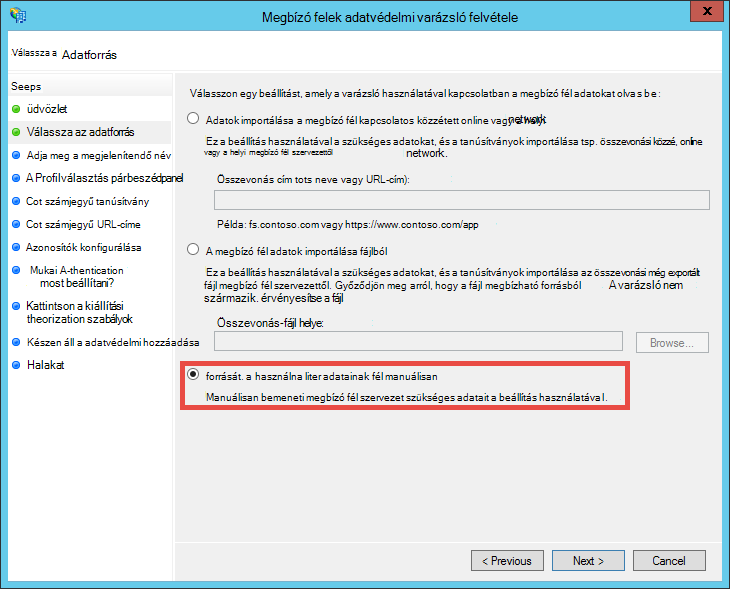 Megbízó felek adatvédelmi varázsló felvétele
X
Válassza a Adatforrás
Seeps
üdvözlet
Válassza az adatforrás
Adja meg a megjelenítendő név
A Profilválasztás párbeszédpanel
Cot számjegyű tanúsítvány
Cot számjegyű URL-címe
Azonosítók konfigurálása
Mukai A-thentication
most beállítani?
Kattintson a kiállítási
theorization szabályok
Készen áll a adatvédelmi hozzáadása
Halakat
Válasszon egy beállítást, amely a varázsló használatával kapcsolatban a megbízó fél adatokat olvas be:
Adatok importálása a megbízó fél kapcsolatos közzétett online vagy a helyi network
Ez a beállítás használatával a szükséges adatokat, és a tanúsítványok importálása tsp. összevonási közzé, online
vagy a helyi megbízó fél szervezettől network.
Összevonás cím tots neve vagy URL-cím):
Példa: fs.contoso.com vagy https://www.contoso.com/app
A megbízó fél adatok importálása fájlból
Ez a beállítás használatával a szükséges adatokat, és a tanúsítványok importálása az összevonási még exportált
fájl megbízó fél szervezettől. Győződjön meg arról, hogy a fájl megbízható forrásból A varázsló nem
származik. érvényesítse a fájl
Összevonás-fájl helye:
Browse...
forrását. a használna liter adatainak fél manuálisan
Manuálisan bemeneti megbízó fél szervezet szükséges adatait a beállítás használatával.
< Previous
Next >
Cancel